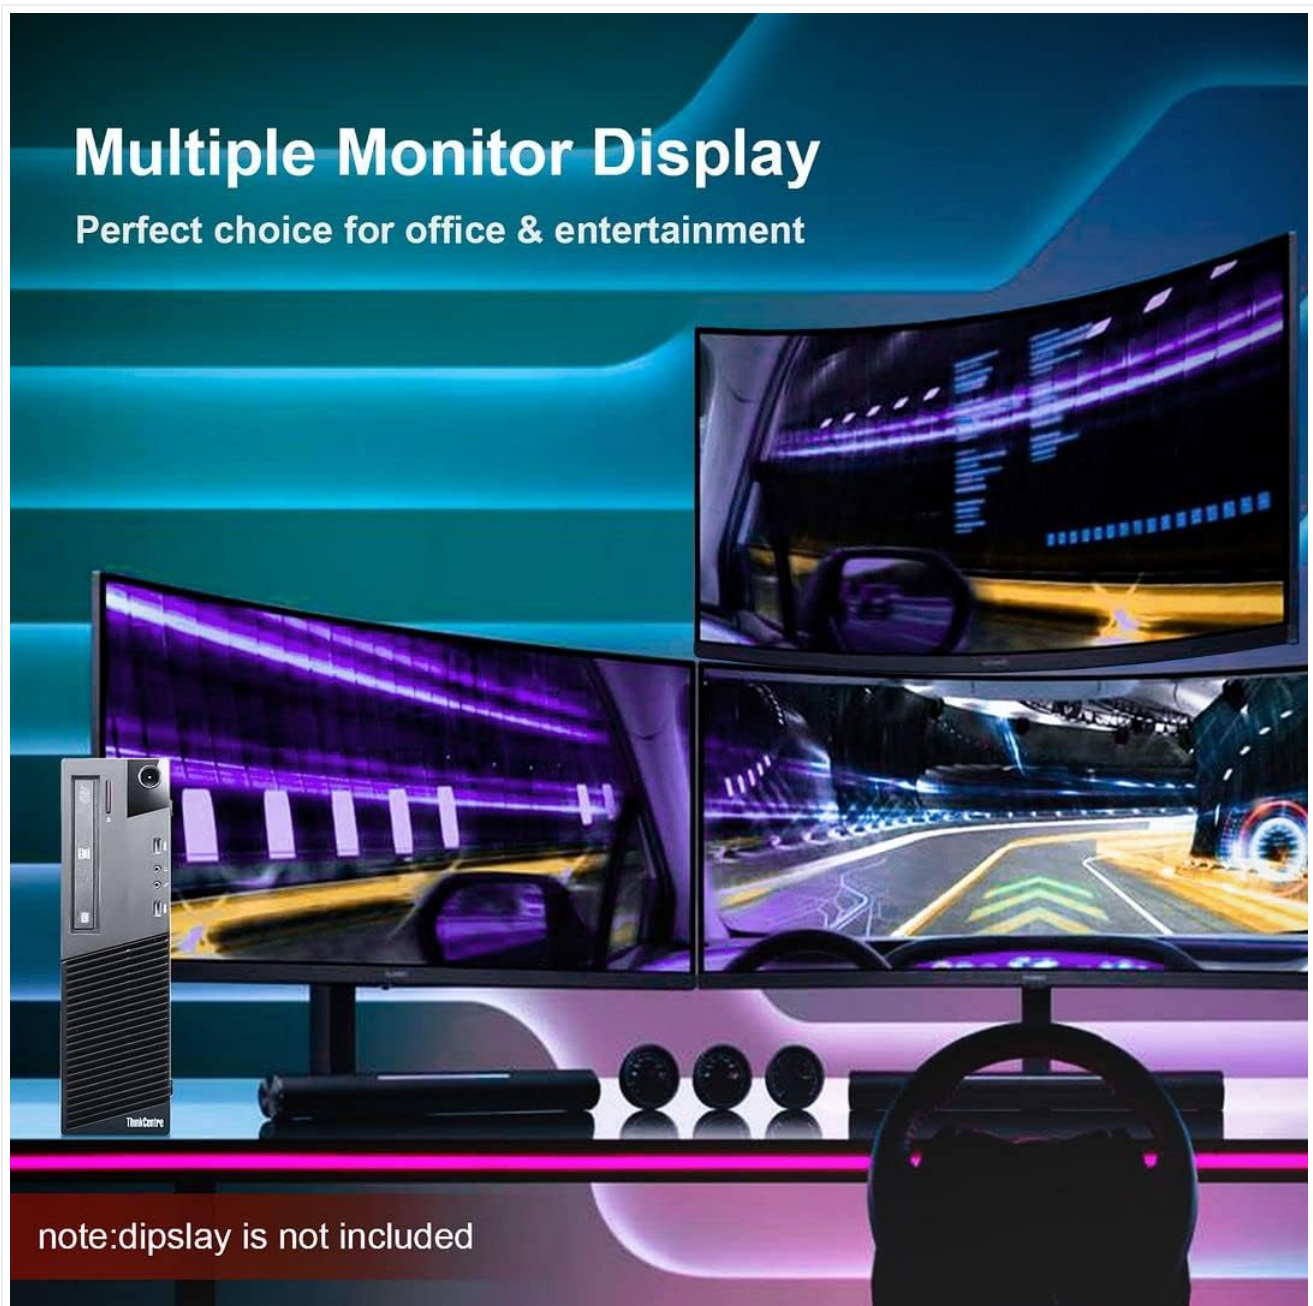 Multiple Monitor Display
Perfect choice for office & entertainment
ThinkCentre
note:dipslay is not included